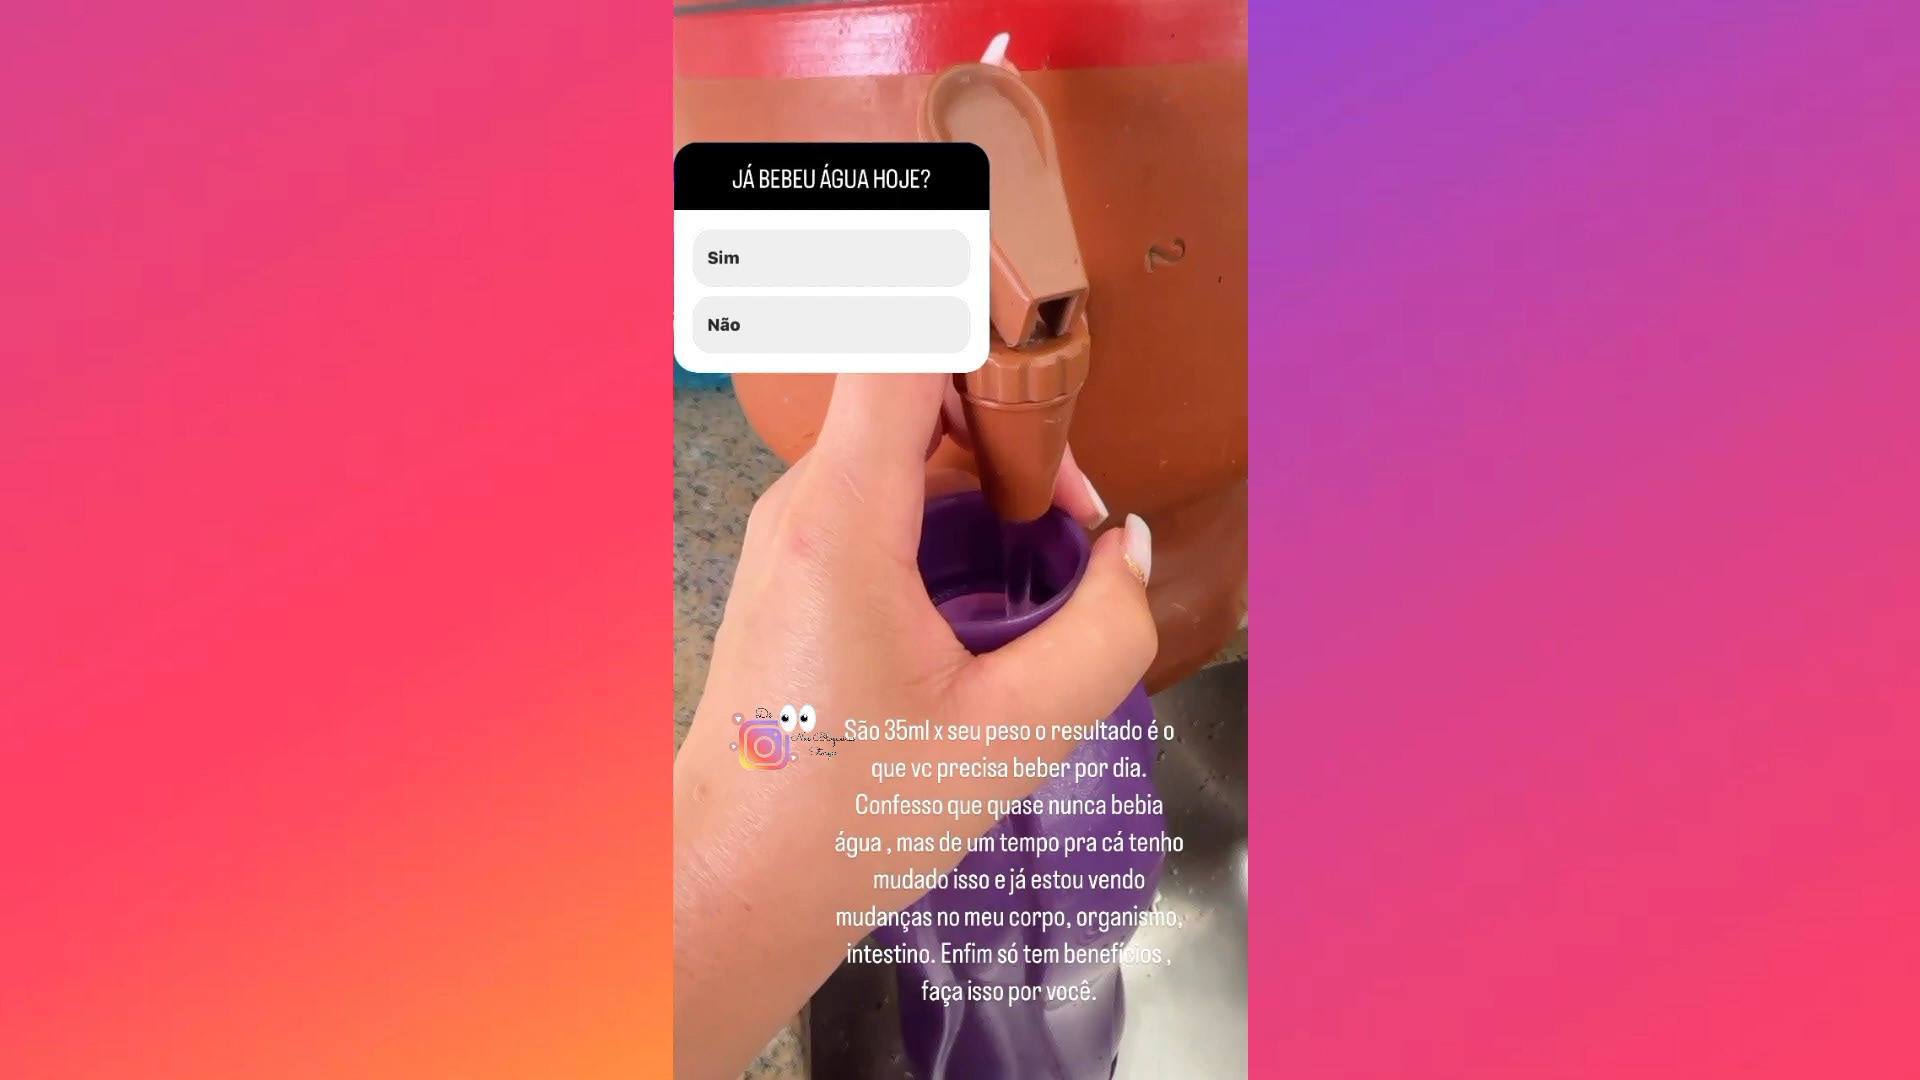 JÁ BEBEU ÁGUA HOJE?
Sim
Não
São 35ml x seu peso o resultado é o
que vc precisa beber por dia.
Confesso que quase nunca bebia
água , mas de um tempo pra cá tenho
mudado isso e já estou vendo
mudanças no meu corpo, organismo,
intestino. Enfim só tem benefícios ,
faça isso por você.